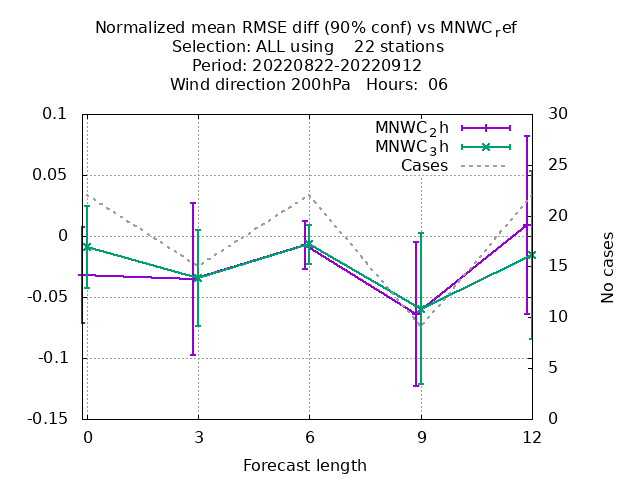 Normalized mean RMSE diff (90% conf) vs MNWC_ref
Selection: ALL using    22 stations
Period: 20220822-20220912
Wind direction 200hPa   Hours:  06
0.1
0.05
0
-0.05
-0.1
-0.15
30
25
20
15
10
5
0
MNWC_2h
MNWC_3h
Cases
No cases
0 3 6 9 12
Forecast length